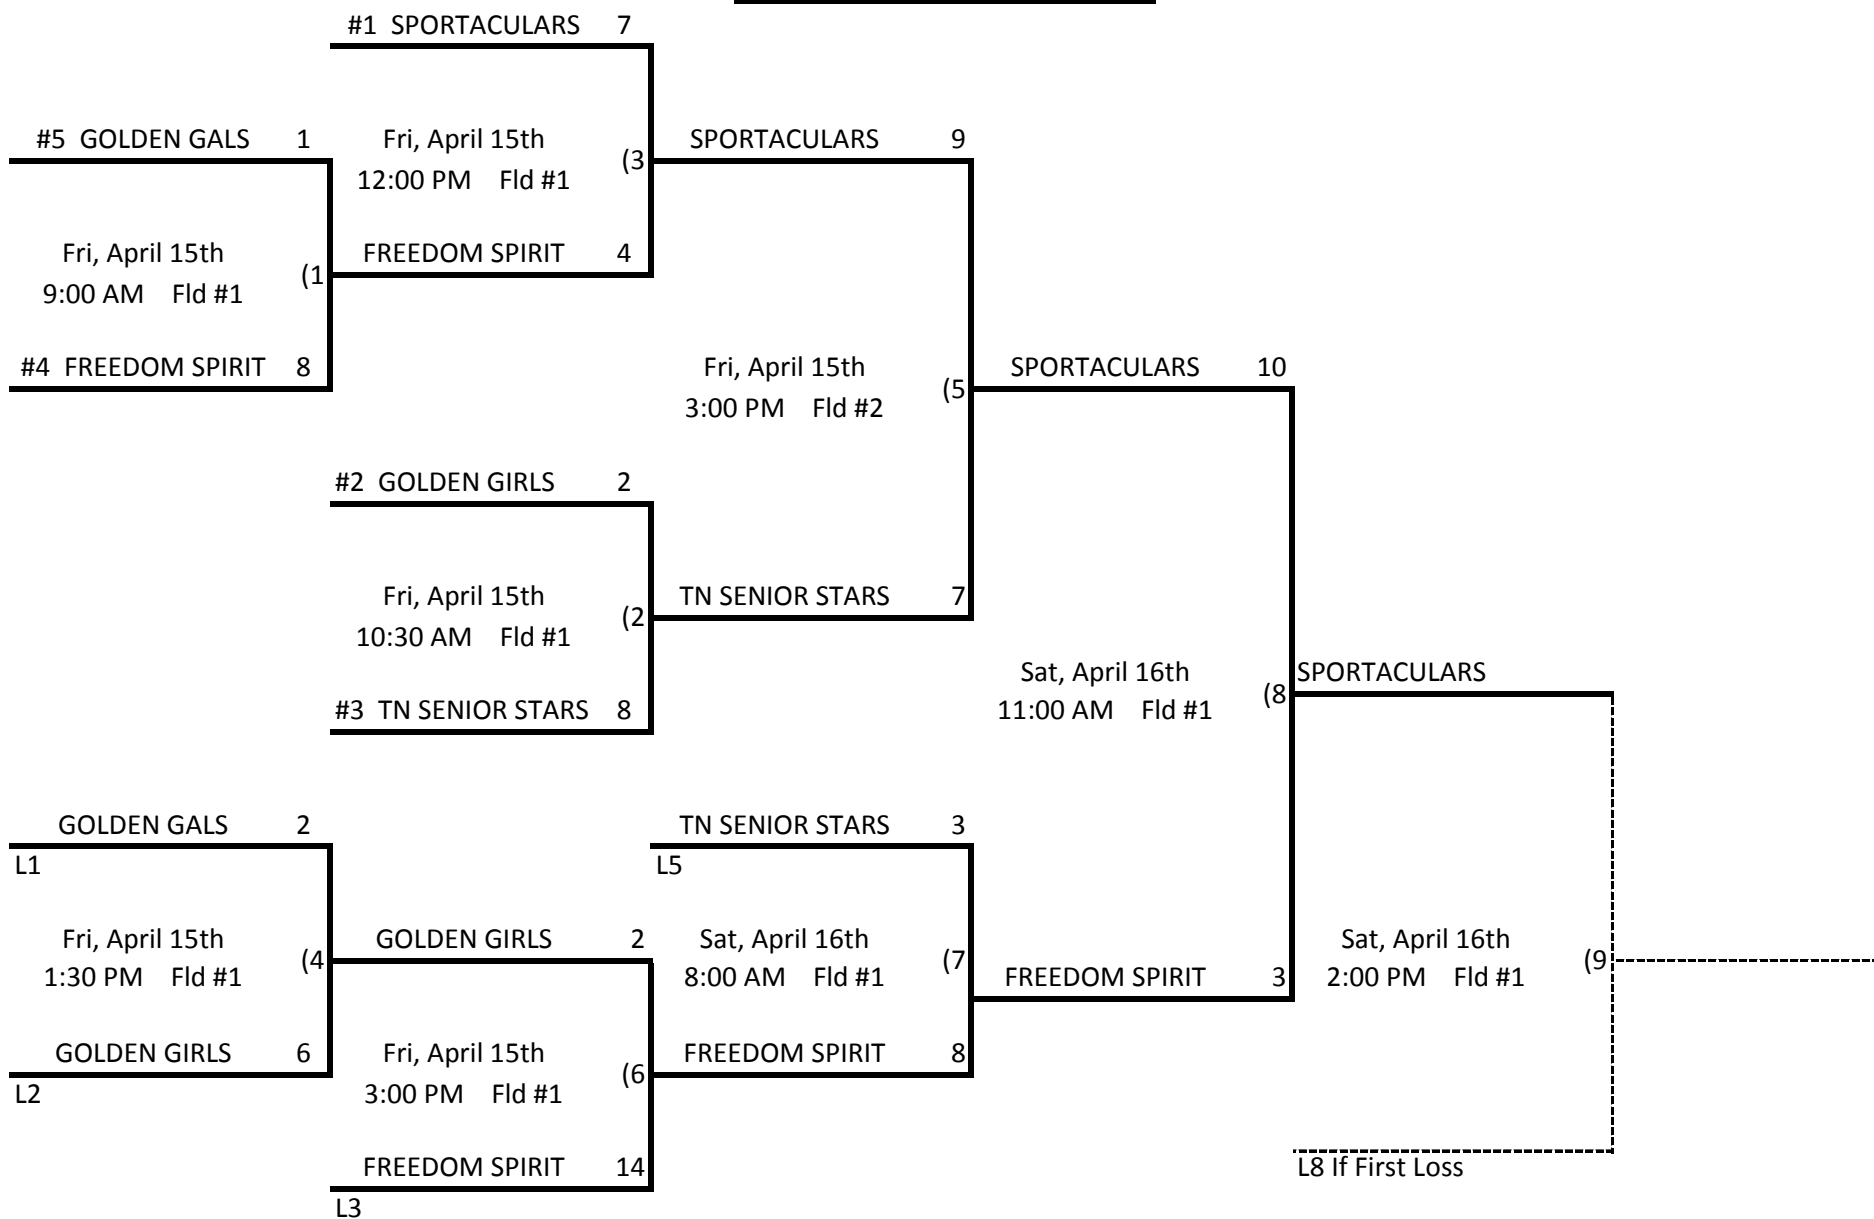 #1 SPORTACULARS 7
#5 GOLDEN GALS 1
Fri, April 15th
12:00 PM Fld #1
(3
SPORTACULARS 9
Fri, April 15th
9:00 AM Fld #1
(1
FREEDOM SPIRIT 4
#4 FREEDOM SPIRIT 8
Fri, April 15th
3:00 PM Fld #2
(5
SPORTACULARS 10
#2 GOLDEN GIRLS 2
Fri, April 15th
10:30 AM Fld #1
(2
TN SENIOR STARS 7
#3 TN SENIOR STARS 8
Sat, April 16th
11:00 AM Fld #1
(8
SPORTACULARS
GOLDEN GALS 2
L1
TN SENIOR STARS 3
L5
Fri, April 15th
1:30 PM Fld #1
(4
GOLDEN GIRLS 2
Sat, April 16th
8:00 AM Fld #1
(7
FREEDOM SPIRIT 3
Sat, April 16th
2:00 PM Fld #1
(9
GOLDEN GIRLS 6
L2
Fri, April 15th
3:00 PM Fld #1
(6
FREEDOM SPIRIT 8
FREEDOM SPIRIT 14
L3
L8 If First Loss